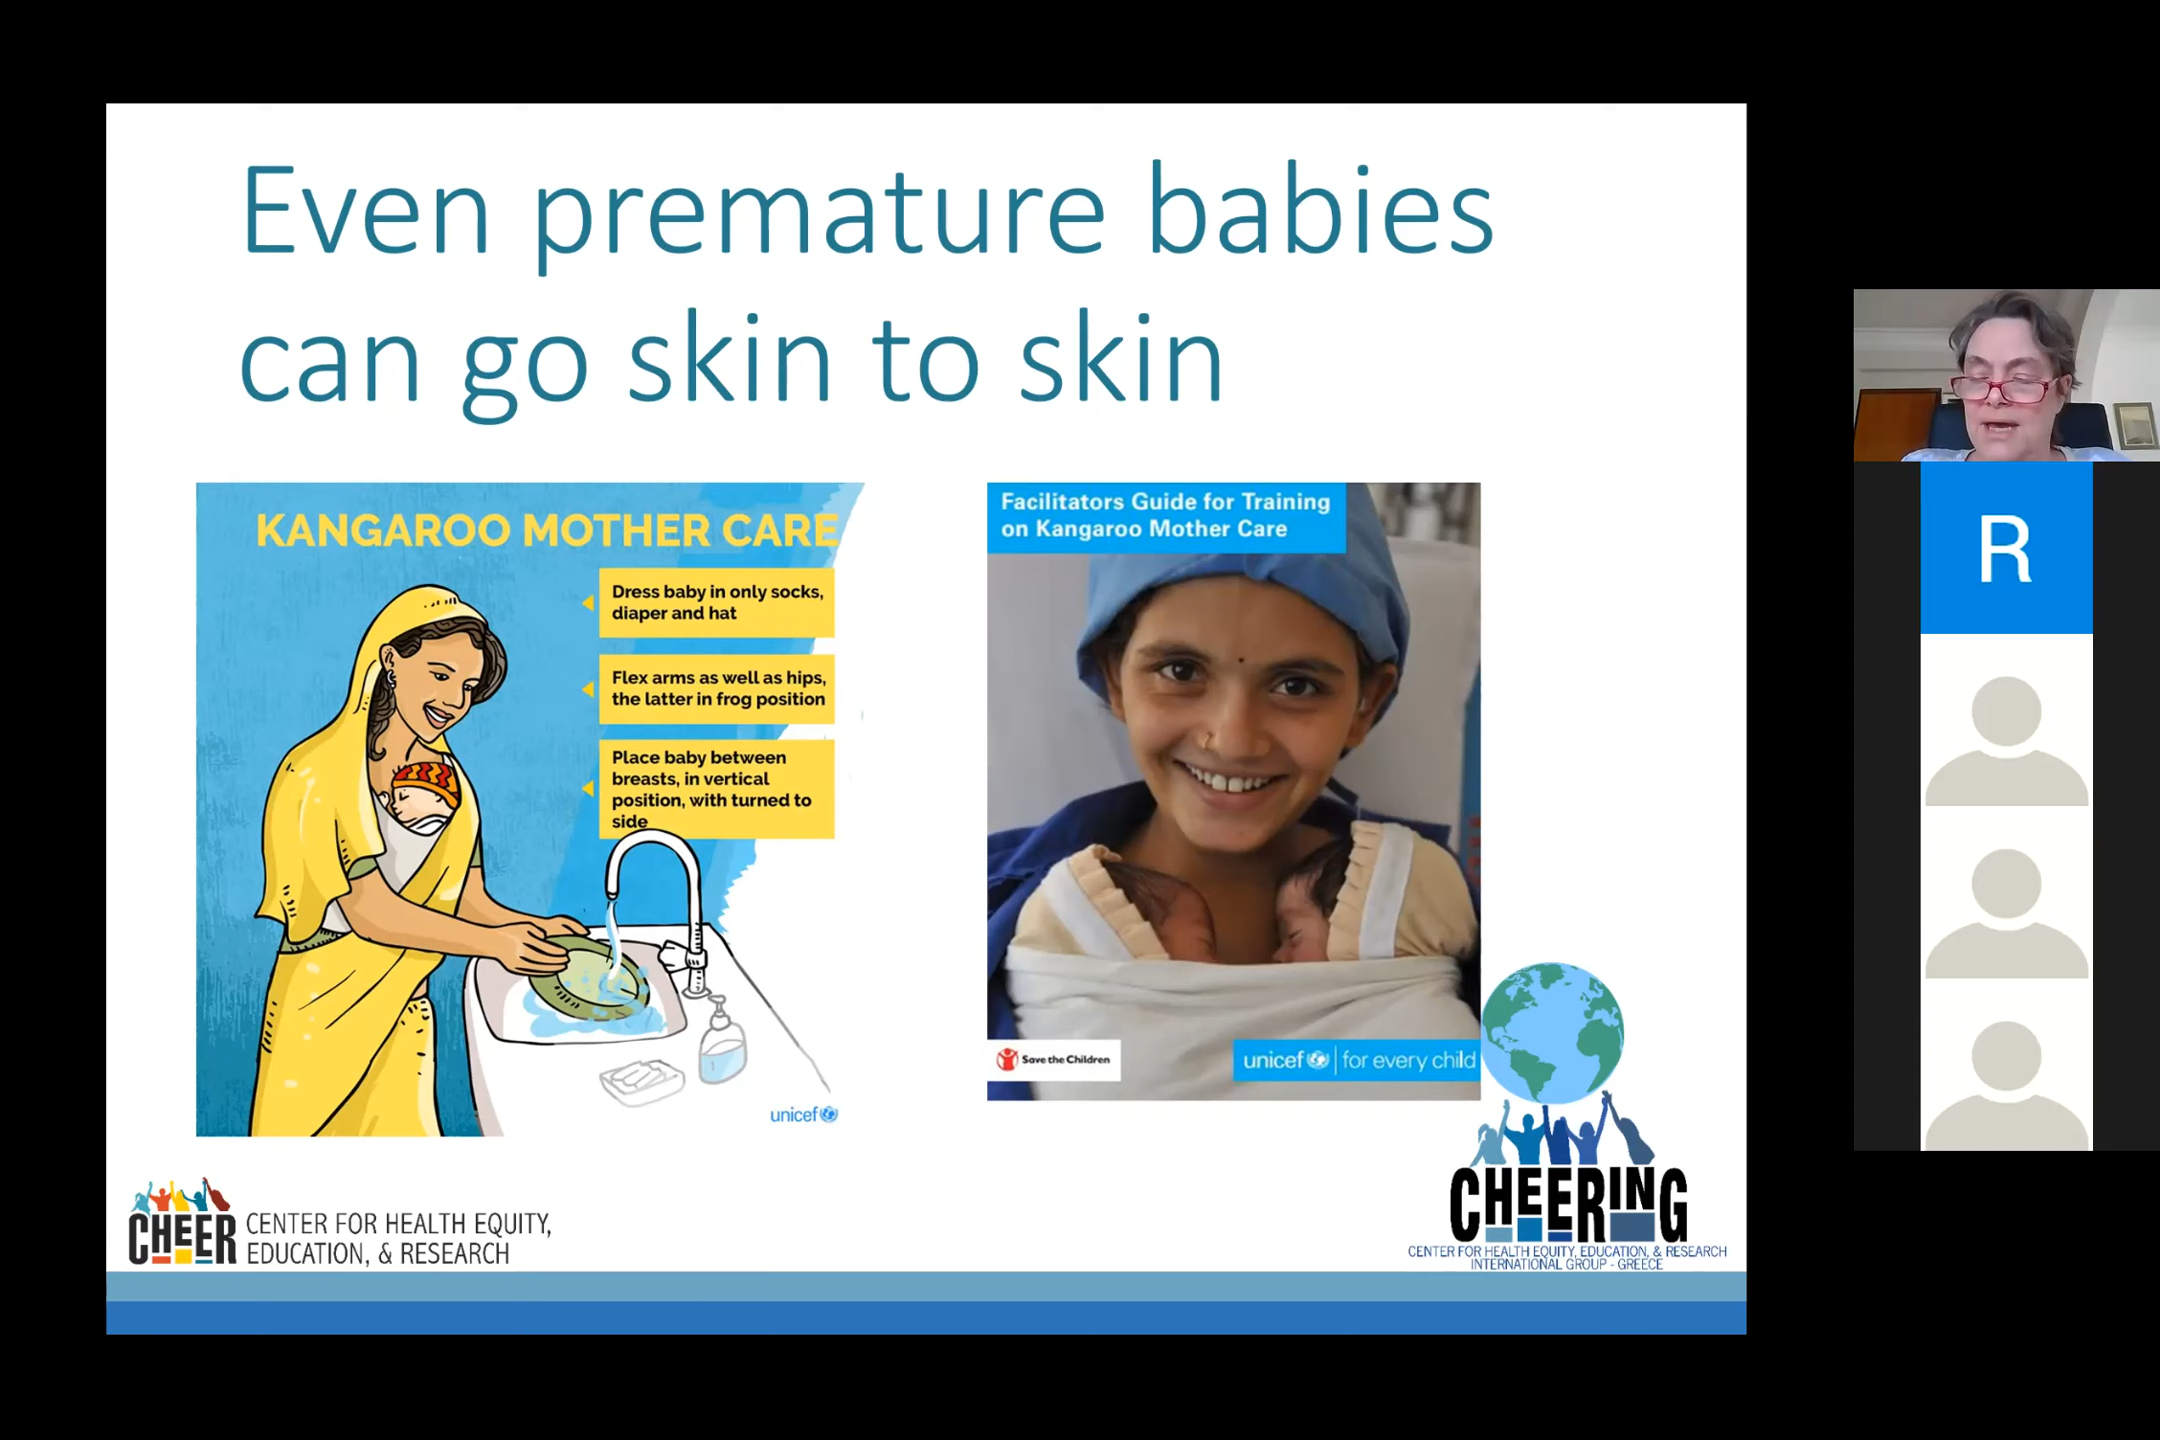 Even premature babies
can go skin to skin
KANGAROO MOTHER CARE
Dress baby in only socks,
diaper and hat
Flex arms as well as hips,
the latter in frog position
Place baby between
breasts, in vertical
position, with turned to
side
unicef
Facilitators Guide for Training
on Kangaroo Mother Care
Save the Children
unicef for every child
CHEER
CENTER FOR HEALTH EQUITY,
EDUCATION, & RESEARCH
CHEERING
CENTER FOR HEALTH EQUITY, EDUCATION, & RESEARCH
INTERNATIONAL GROUP - GREECE
R